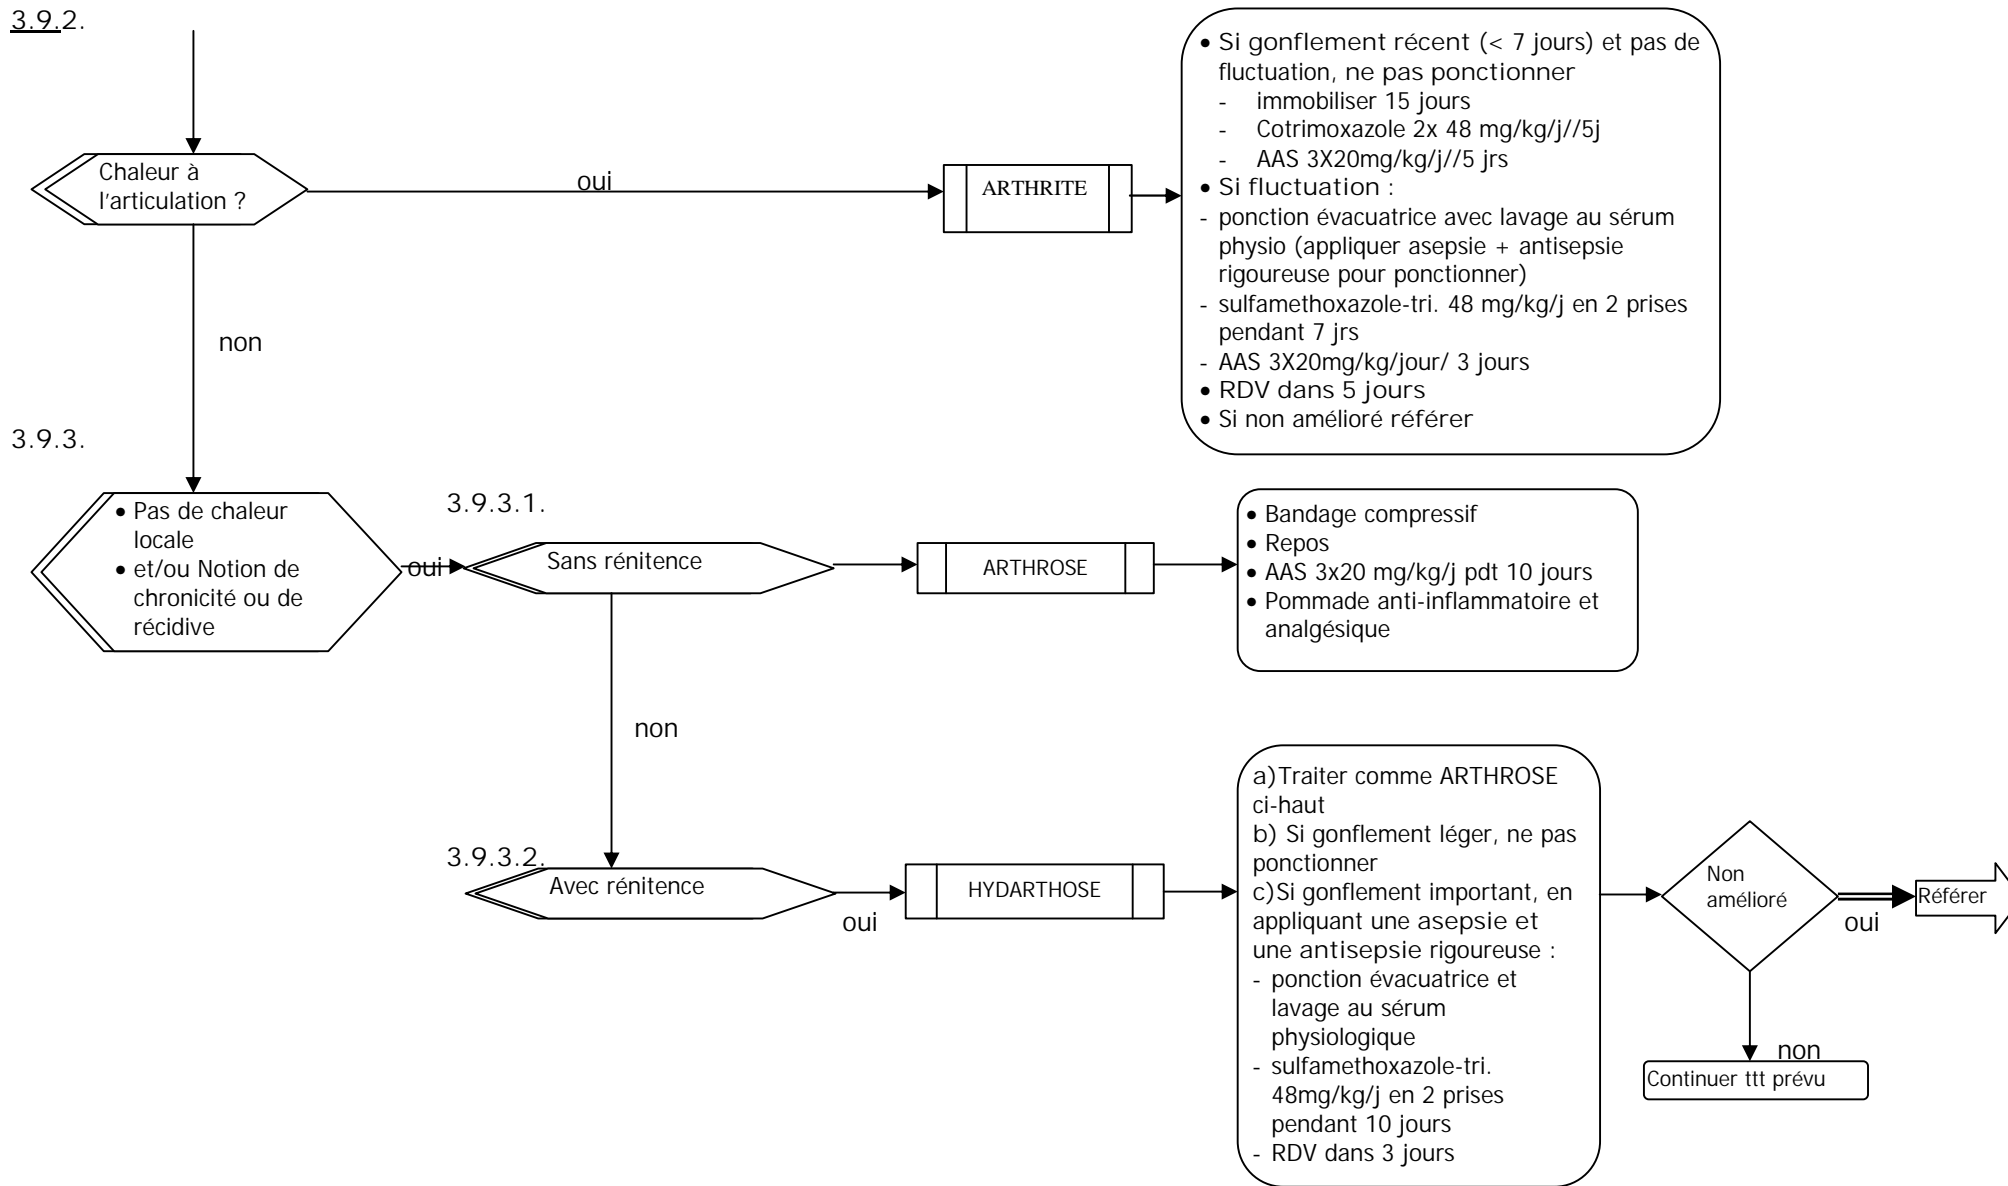 3.9.2.
Chaleur à
l'articulation ?
oui
ARTHRITE
• Si gonflement récent (< 7 jours) et pas de
fluctuation, ne pas ponctionner
- immobiliser 15 jours
- Cotrimoxazole 2x 48 mg/kg/j//5j
- AAS 3X20mg/kg/j//5 jrs
• Si fluctuation :
- ponction évacuatrice avec lavage au sérum
physio (appliquer asepsie + antisepsie
rigoureuse pour ponctionner)
- sulfamethoxazole-tri. 48 mg/kg/j en 2 prises
pendant 7 jrs
- AAS 3X20mg/kg/jour/ 3 jours
• RDV dans 5 jours
• Si non amélioré référer
non
3.9.3.
• Pas de chaleur
locale
• et/ou Notion de
chronicité ou de
récidive
oui
3.9.3.1.
Sans rénitence
ARTHROSE
• Bandage compressif
• Repos
• AAS 3x20 mg/kg/j pdt 10 jours
• Pommade anti-inflammatoire et
analgésique
non
3.9.3.2.
Avec rénitence
oui
HYDARTHOSE
a)Traiter comme ARTHROSE
ci-haut
b) Si gonflement léger, ne pas
ponctionner
c)Si gonflement important, en
appliquant une asepsie et
une antisepsie rigoureuse :
- ponction évacuatrice et
lavage au sérum
physiologique
- sulfamethoxazole-tri.
48mg/kg/j en 2 prises
pendant 10 jours
- RDV dans 3 jours
Non
amélioré
oui
Référer
non
Continuer ttt prévu